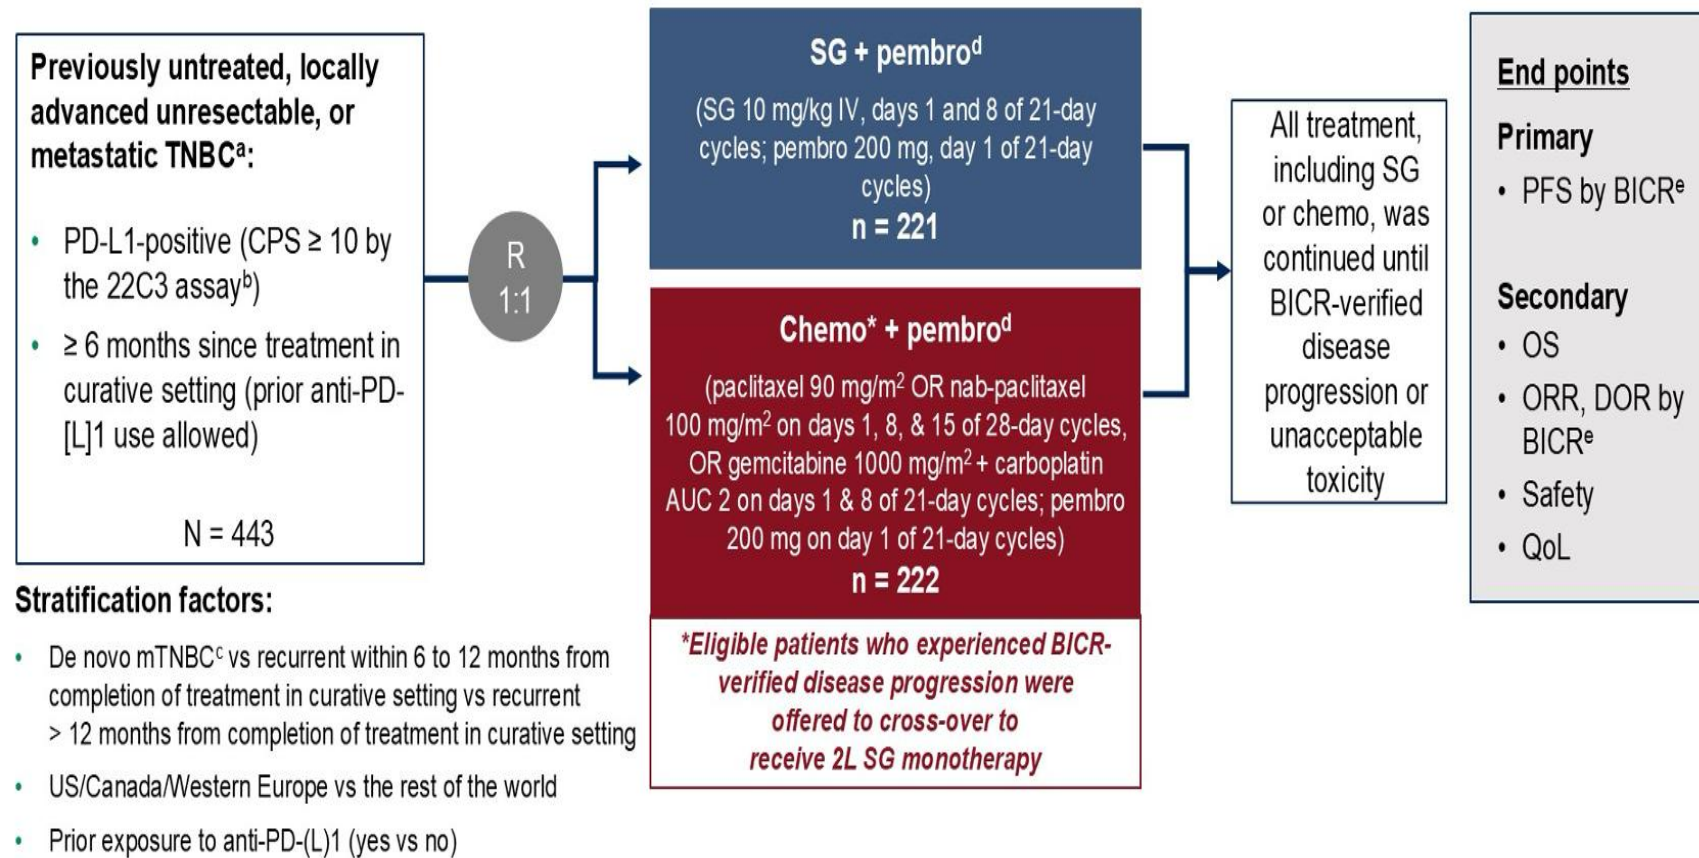 Previously untreated, locally
advanced unresectable, or
metastatic TNBCᵃ:
• PD-L1-positive (CPS ≥ 10 by
the 22C3 assayᵇ)
• ≥ 6 months since treatment in
curative setting (prior anti-PD-
[L]1 use allowed)
N = 443
Stratification factors:
• De novo mTNBCᶜ vs recurrent within 6 to 12 months from
completion of treatment in curative setting vs recurrent
> 12 months from completion of treatment in curative setting
• US/Canada/Western Europe vs the rest of the world
• Prior exposure to anti-PD-(L)1 (yes vs no)
R
1:1
SG + pembroᵈ
(SG 10 mg/kg IV, days 1 and 8 of 21-day
cycles; pembro 200 mg, day 1 of 21-day
cycles)
n = 221
Chemo* + pembroᵈ
(paclitaxel 90 mg/m² OR nab-paclitaxel
100 mg/m² on days 1, 8, & 15 of 28-day cycles,
OR gemcitabine 1000 mg/m² + carboplatin
AUC 2 on days 1 & 8 of 21-day cycles; pembro
200 mg on day 1 of 21-day cycles)
n = 222
*Eligible patients who experienced BICR-
verified disease progression were
offered to cross-over to
receive 2L SG monotherapy
All treatment,
including SG
or chemo, was
continued until
BICR-verified
disease
progression or
unacceptable
toxicity
End points
Primary
• PFS by BICRᵉ
Secondary
• OS
• ORR, DOR by
BICRᵉ
• Safety
• QoL